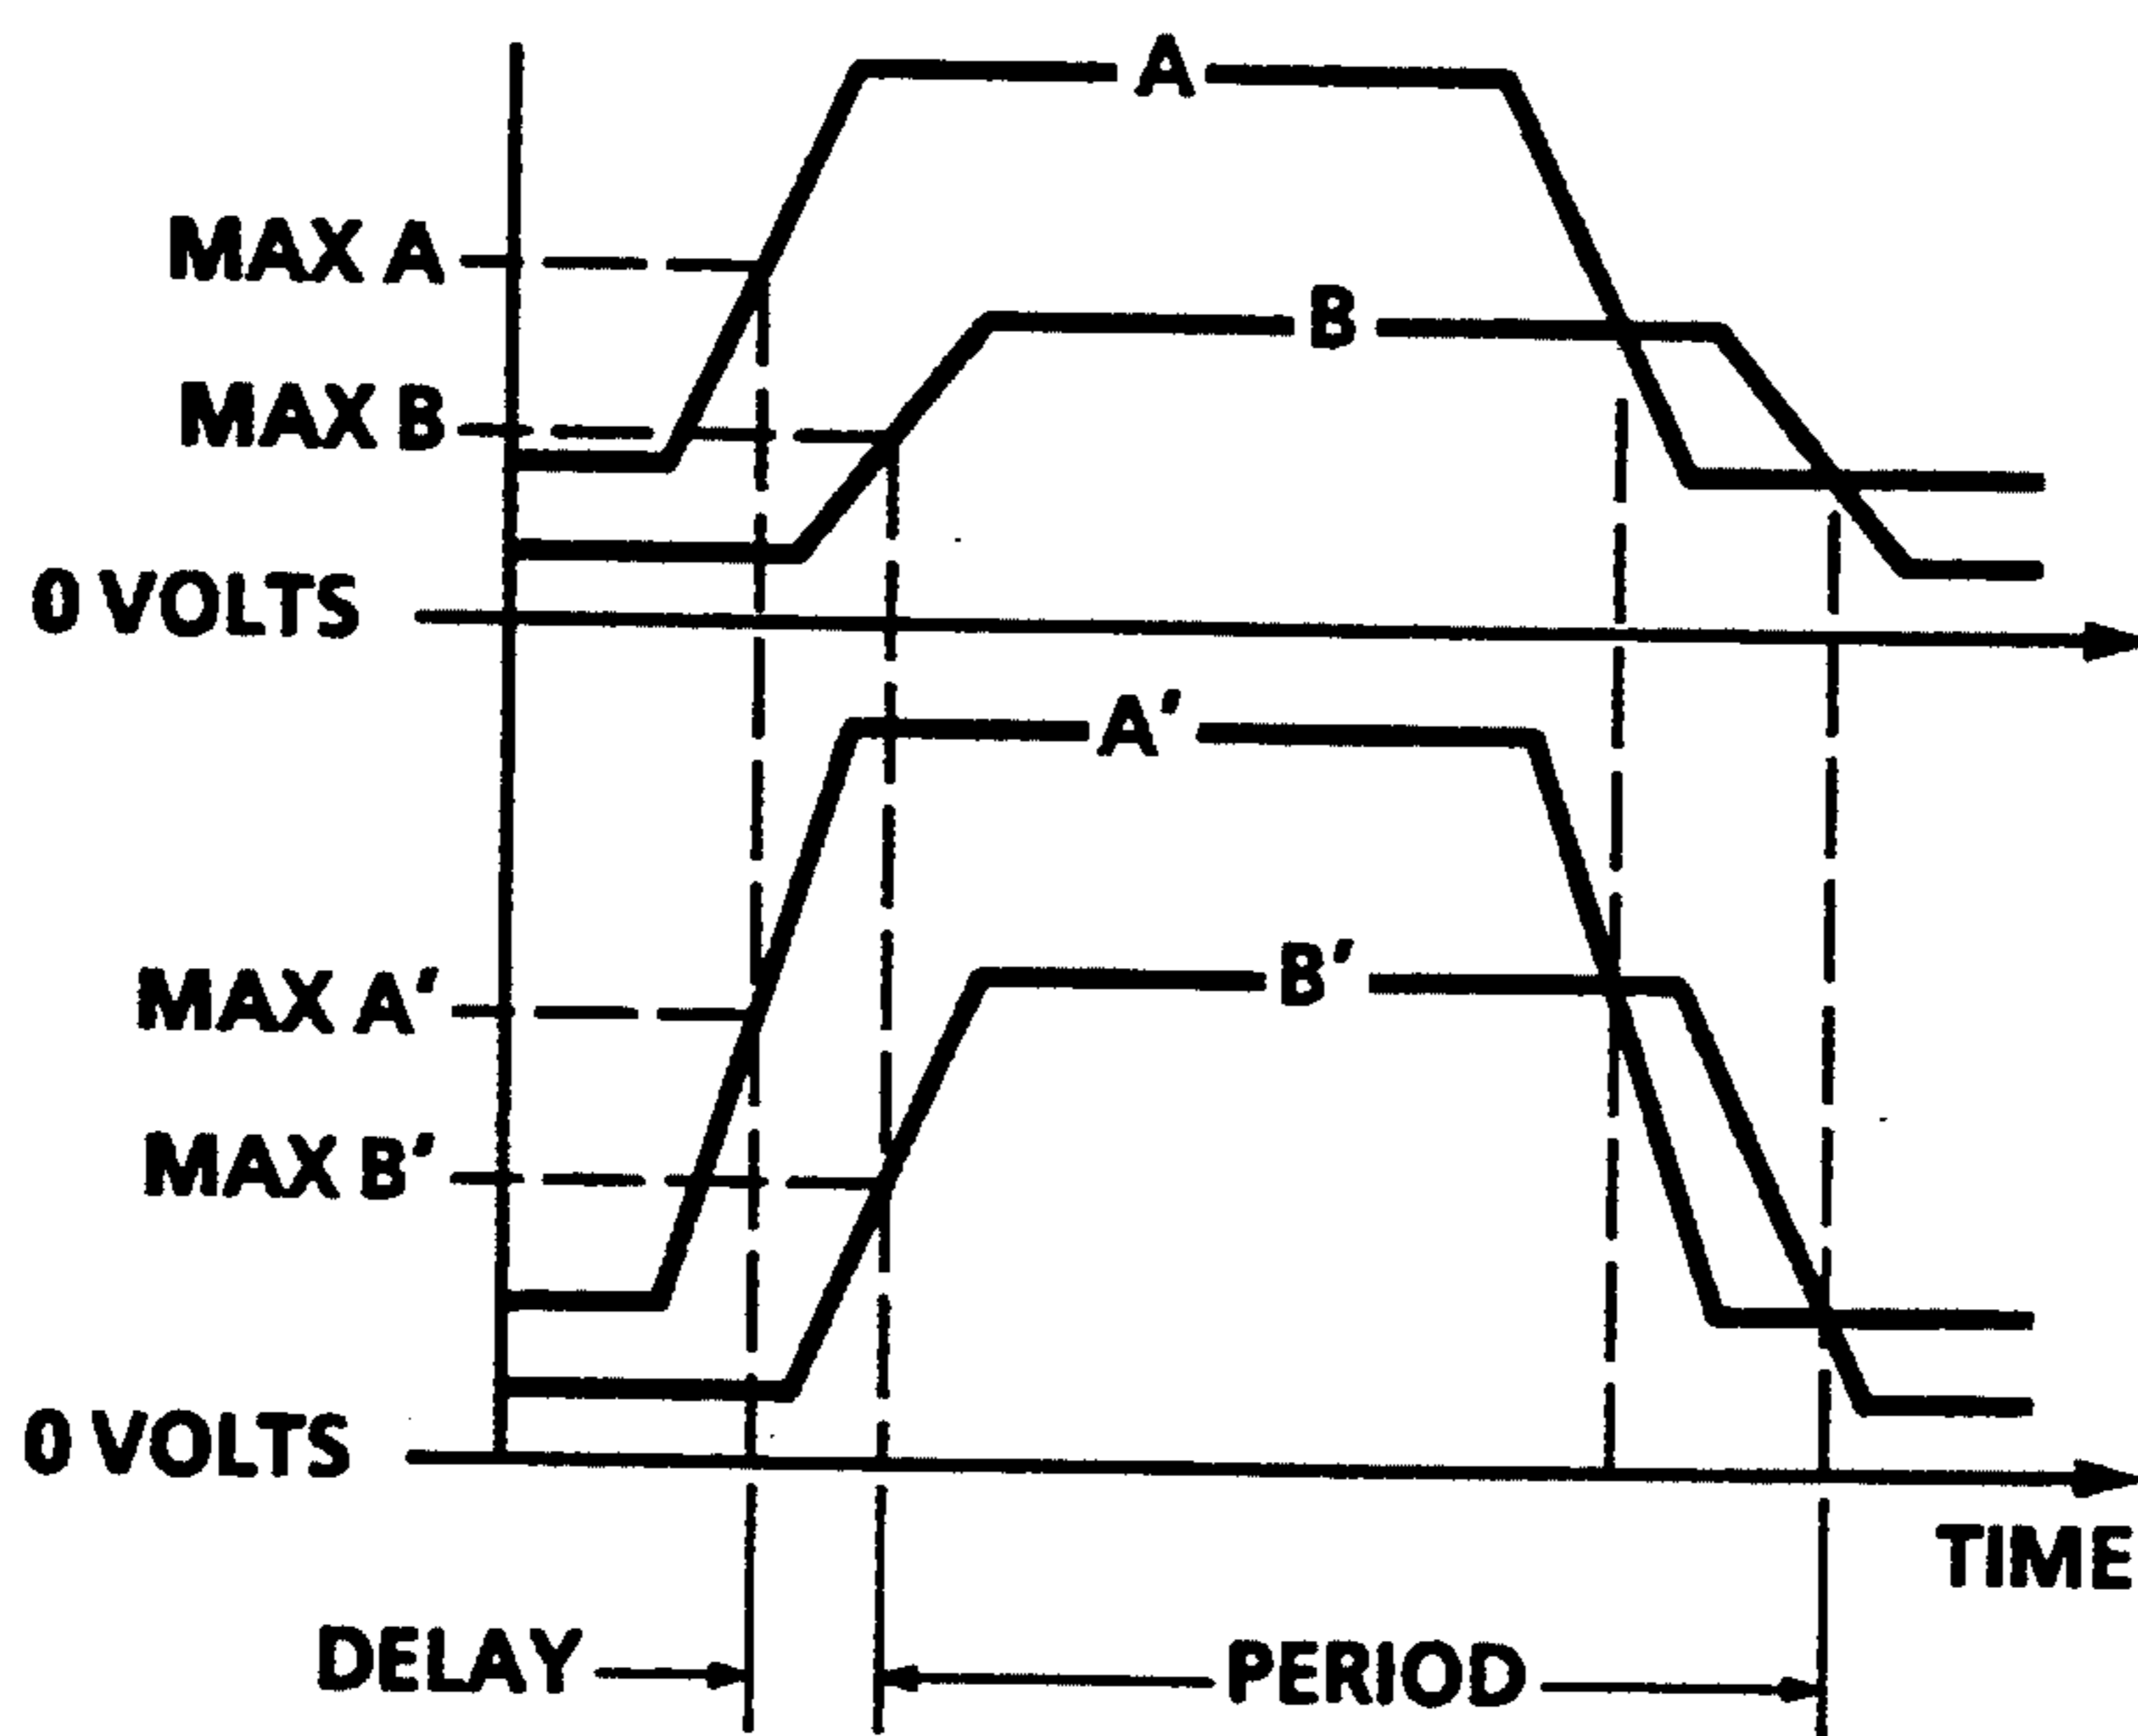 A
MAX A
B
MAX B
0 VOLTS
A'
B'
MAX A'
MAX B'
0 VOLTS
TIME
DELAY
PERIOD